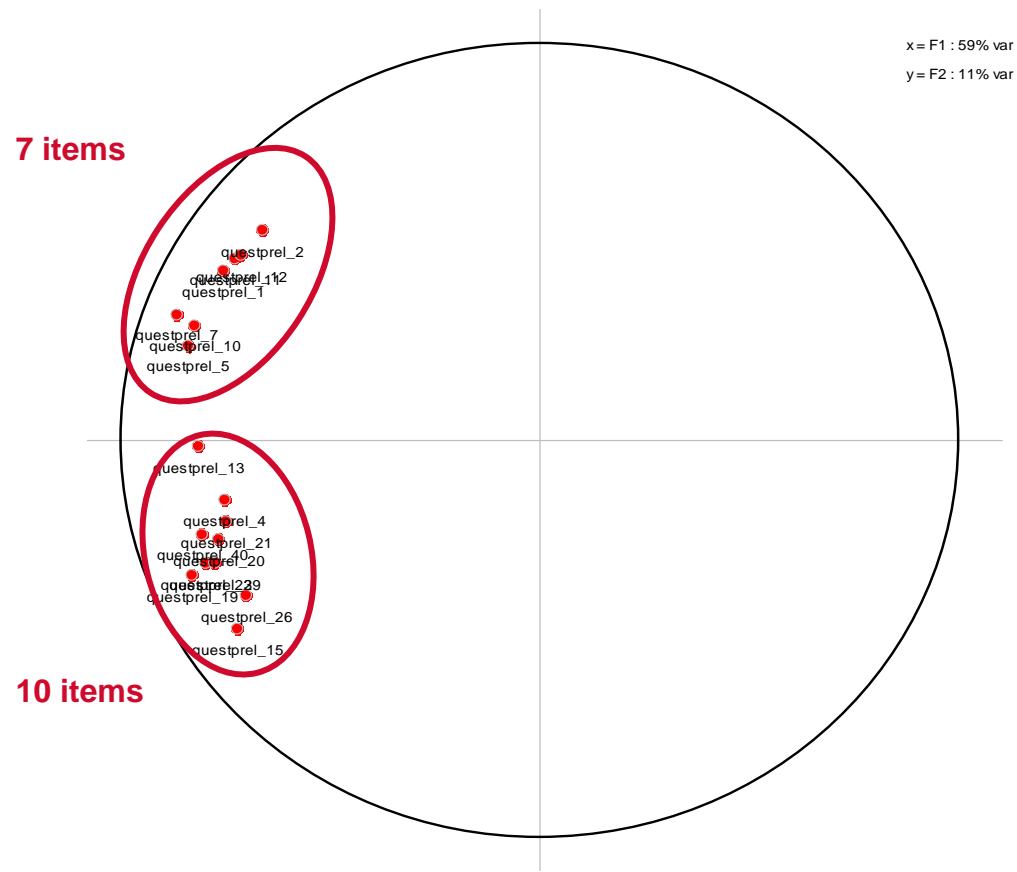 x = F1 : 59% var
y = F2 : 11% var
7 items
questprel_2
questprel_12
questprel_11
questprel_1
questprel_7
questprel_10
questprel_5
questprel_13
questprel_4
questprel_21
questprel_40
questprel_20
questprel_19
questprel_26
questprel_15
10 items